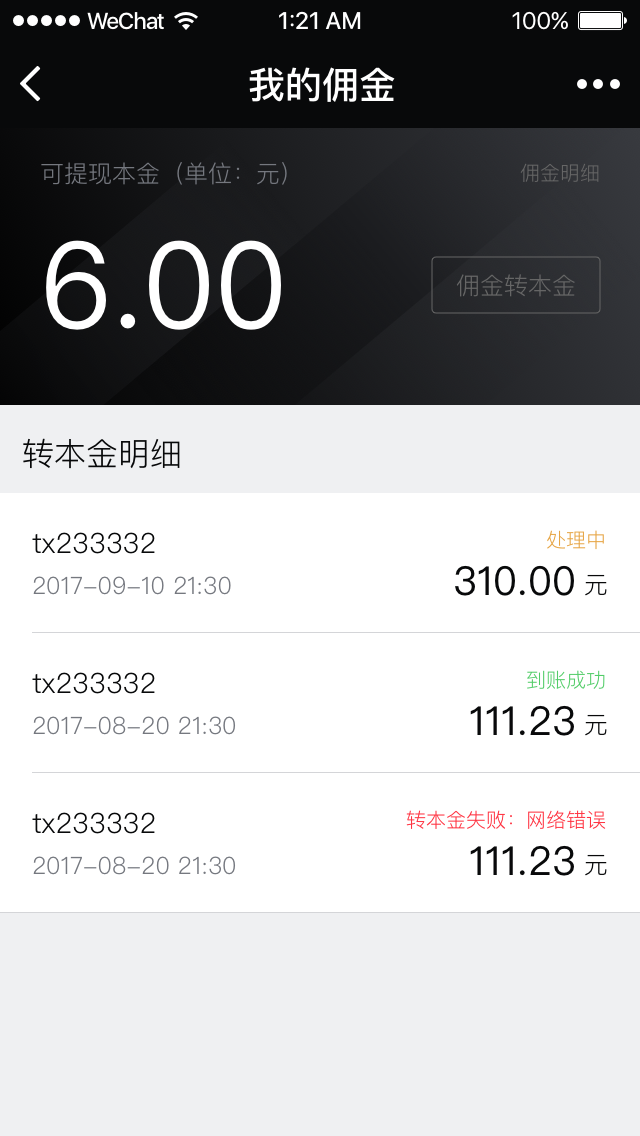 WeChat 1:21 AM 100%
我的佣金
可提现本金（单位：元） 佣金明细
6.00 佣金转本金
转本金明细
tx233332 处理中
2017-09-10 21:30 310.00 元
tx233332 到账成功
2017-08-20 21:30 111.23 元
tx233332 转本金失败：网络错误
2017-08-20 21:30 111.23 元